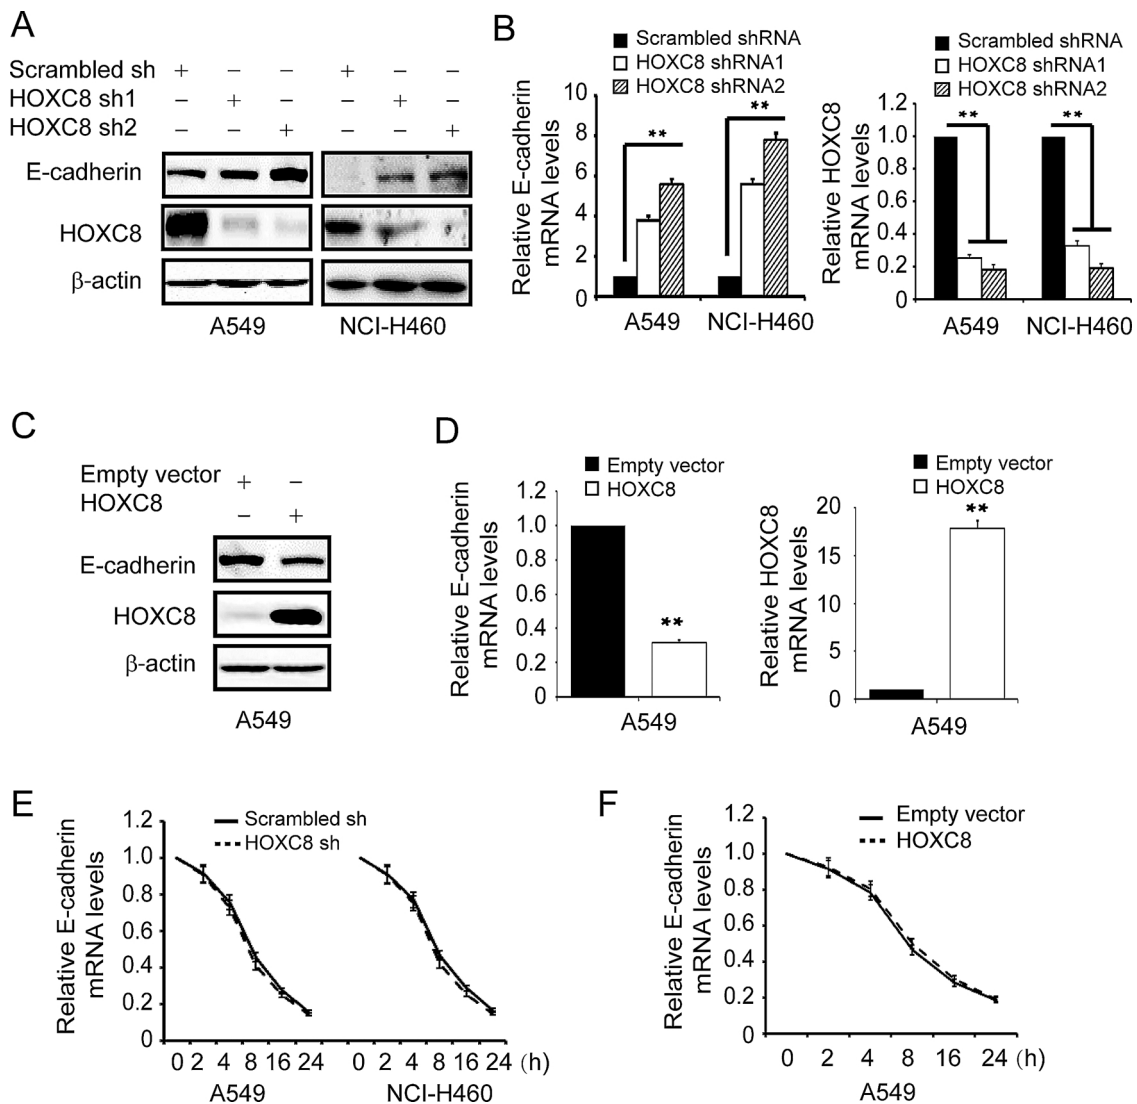 A
Scrambled sh + − − + − −
HOXC8 sh1 − + − − + −
HOXC8 sh2 − − + − − +
E-cadherin
HOXC8
β-actin
A549 NCI-H460
B
Scrambled shRNA
HOXC8 shRNA1
HOXC8 shRNA2
Relative E-cadherin
mRNA levels
10
8
6
4
2
0
** **
A549 NCI-H460
Scrambled shRNA
HOXC8 shRNA1
HOXC8 shRNA2
Relative HOXC8
mRNA levels
1.2
1.0
0.8
0.6
0.4
0.2
0
** **
A549 NCI-H460
C
Empty vector + −
HOXC8 − +
E-cadherin
HOXC8
β-actin
A549
D
Empty vector
HOXC8
Relative E-cadherin
mRNA levels
1.2
1.0
0.8
0.6
0.4
0.2
0
**
A549
Empty vector
HOXC8
Relative HOXC8
mRNA levels
20
15
10
5
0
**
A549
E
Scrambled sh
HOXC8 sh
Relative E-cadherin
mRNA levels
1.2
1.0
0.8
0.6
0.4
0.2
0
0 2 4 8 16 24 0 2 4 8 16 24 (h)
A549 NCI-H460
F
Empty vector
HOXC8
Relative E-cadherin
mRNA levels
1.2
1.0
0.8
0.6
0.4
0.2
0
0 2 4 8 16 24 (h)
A549